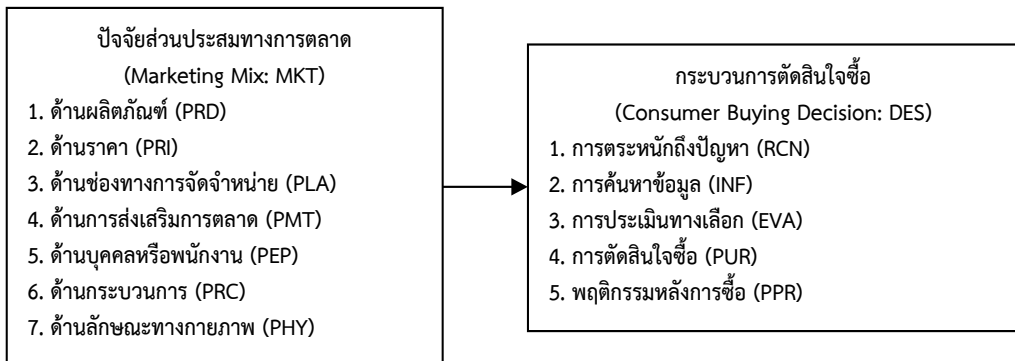 ปัจจัยส่วนประสมทางการตลาด
(Marketing Mix: MKT)
1. ด้านผลิตภัณฑ์ (PRD)
2. ด้านราคา (PRI)
3. ด้านช่องทางการจัดจำหน่าย (PLA)
4. ด้านการส่งเสริมการตลาด (PMT)
5. ด้านบุคคลหรือพนักงาน (PEP)
6. ด้านกระบวนการ (PRC)
7. ด้านลักษณะทางกายภาพ (PHY)
กระบวนการตัดสินใจซื้อ
(Consumer Buying Decision: DES)
1. การตระหนักถึงปัญหา (RCN)
2. การค้นหาข้อมูล (INF)
3. การประเมินทางเลือก (EVA)
4. การตัดสินใจซื้อ (PUR)
5. พฤติกรรมหลังการซื้อ (PPR)